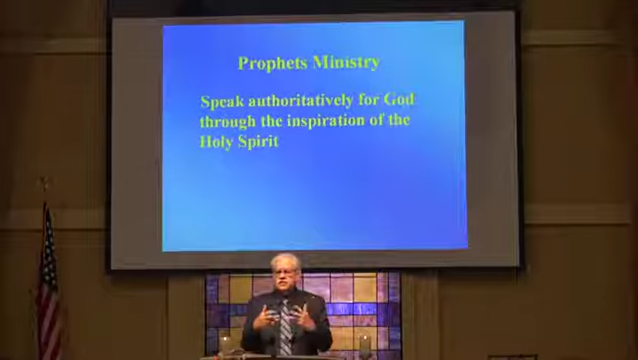 Prophets Ministry
Speak authoritatively for God
through the inspiration of the
Holy Spirit